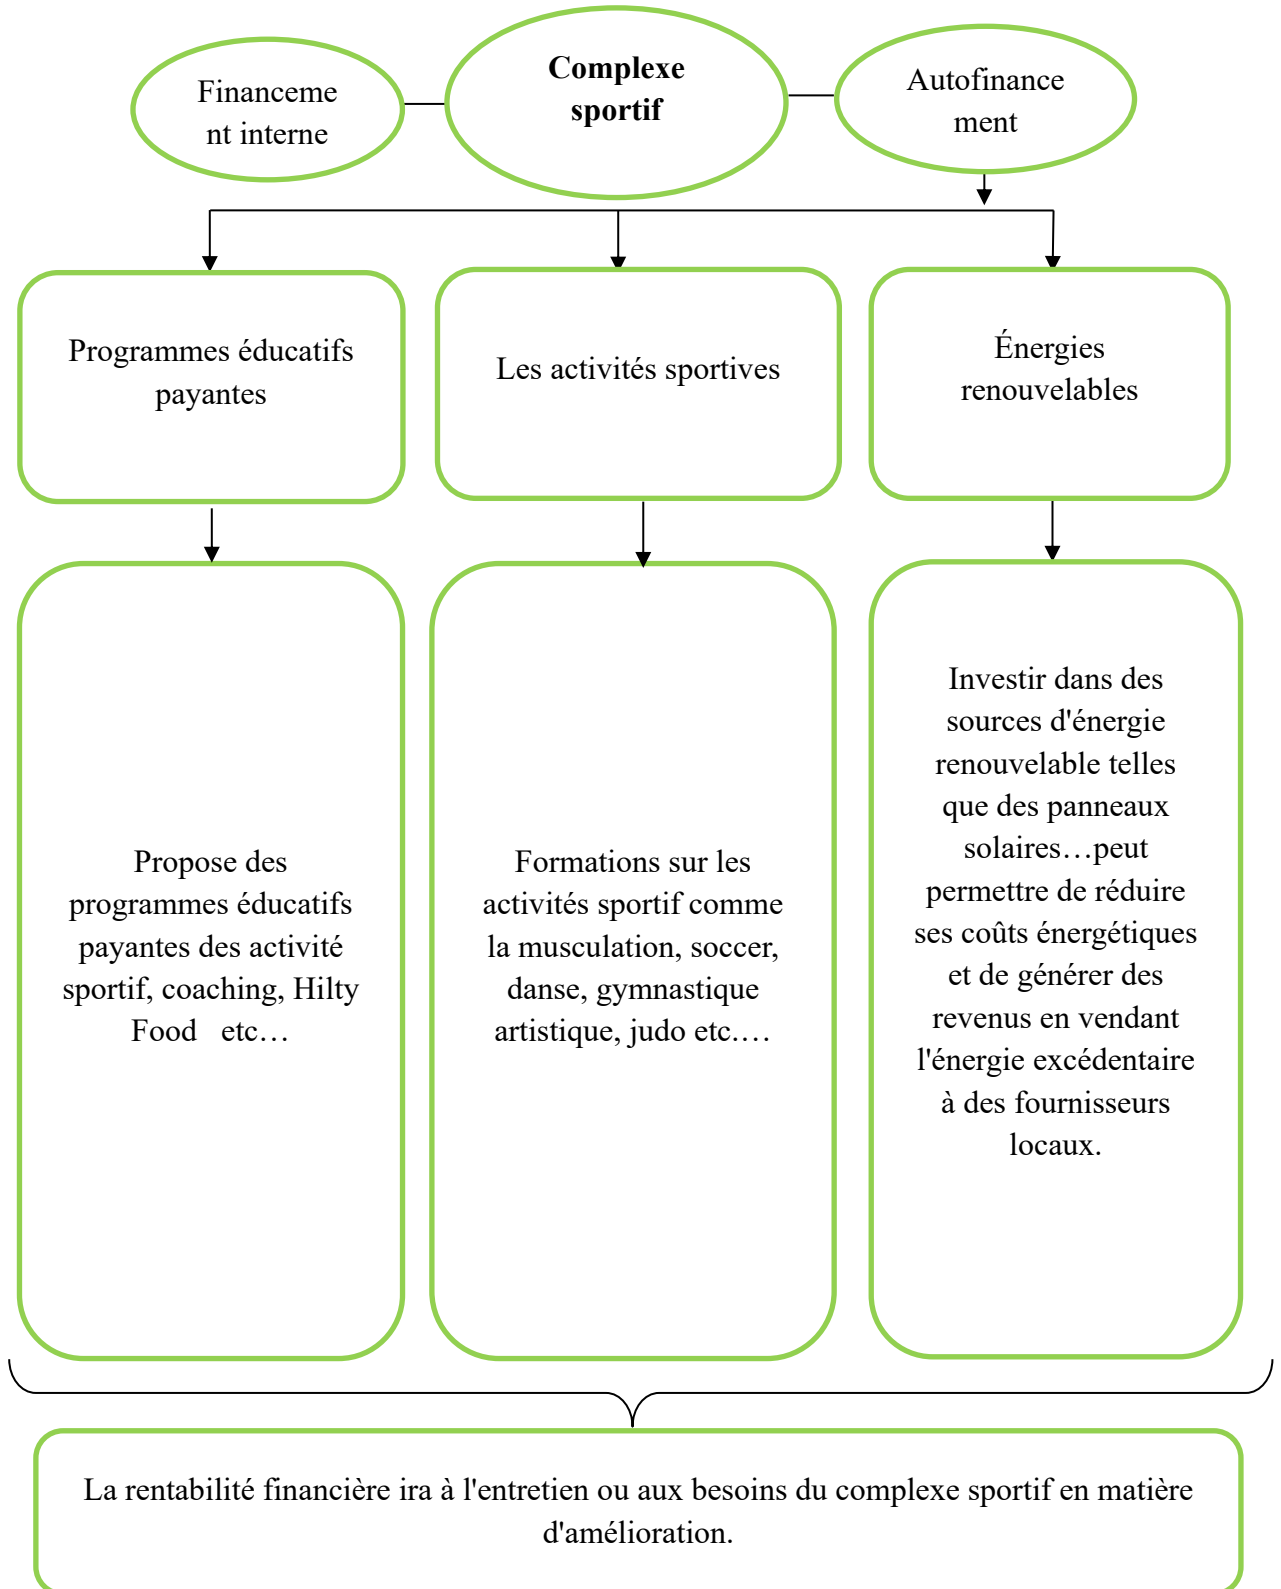 Financeme
nt interne
Complexe
sportif
Autofinance
ment
Programmes éducatifs
payantes
Les activités sportives
Énergies
renouvelables
Propose des
programmes éducatifs
payantes des activité
sportif, coaching, Hilty
Food etc…
Formations sur les
activités sportif comme
la musculation, soccer,
danse, gymnastique
artistique, judo etc.…
Investir dans des
sources d'énergie
renouvelable telles
que des panneaux
solaires…peut
permettre de réduire
ses coûts énergétiques
et de générer des
revenus en vendant
l'énergie excédentaire
à des fournisseurs
locaux.
La rentabilité financière ira à l'entretien ou aux besoins du complexe sportif en matière
d'amélioration.